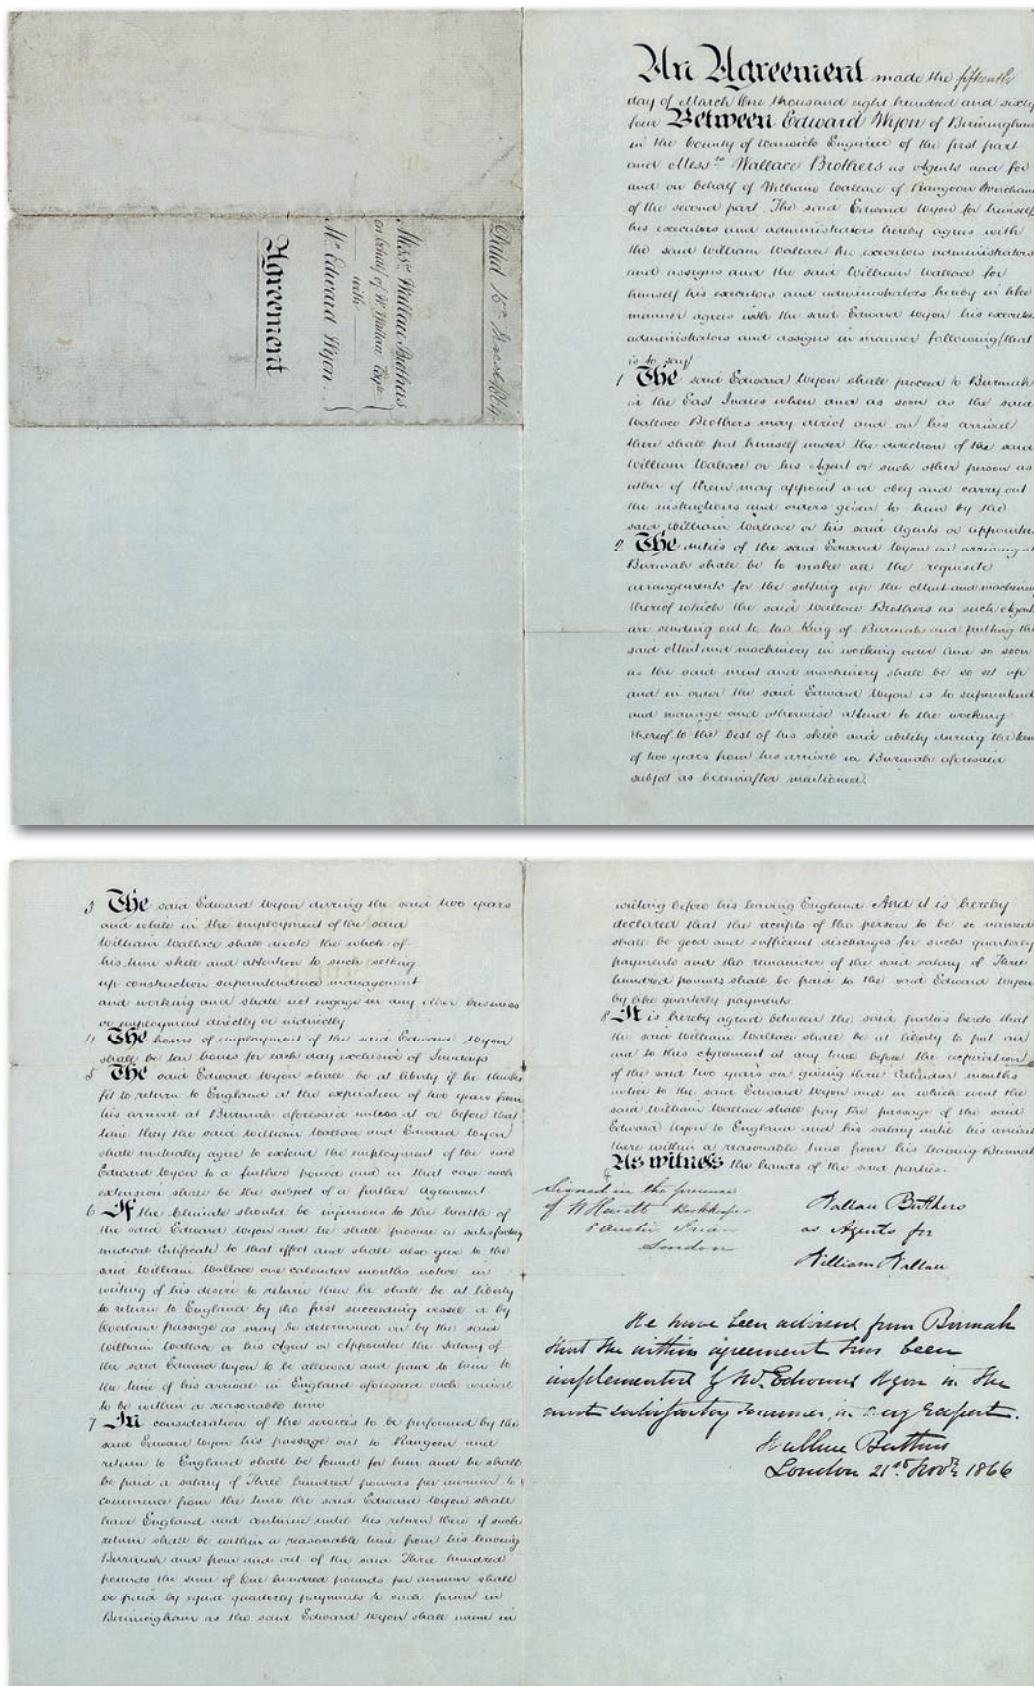 Dated 15th March 1864
Messrs Wallace Brothers
on behalf of W. Wallace Esqre
with
Mr Edward Wyon
Agreement
An Agreement made the fifteenth
day of March One thousand eight hundred and sixty
four Between Edward Wyon of Birmingham
in the County of Warwick Engineer of the first part
and Messrs Wallace Brothers as Agents and for
and on behalf of William Wallace of Rangoon Merchant
of the second part. The said Edward Wyon for himself
his executors and administrators hereby agrees with
the said William Wallace his executors administrators
and assigns and the said William Wallace for
himself his executors and administrators hereby in like
manner agrees with the said Edward Wyon his executors
administrators and assigns in manner following (that
is to say)
1 The said Edward Wyon shall proceed to Burmah
in the East Indies when and as soon as the said
Wallace Brothers may direct and on his arrival
there shall put himself under the direction of the said
William Wallace or his Agent or such other person as
either of them may appoint and obey and carry out
the instructions and orders given to him by the
said William Wallace or his said Agents or appointee
2 The duties of the said Edward Wyon on arriving at
Burmah shall be to make all the requisite
arrangements for the setting up the Mint and machinery
thereof which the said Wallace Brothers as such Agents
are sending out to the King of Burmah and putting the
said Mint and machinery in working order and so soon
as the said mint and machinery shall be so set up
and in order the said Edward Wyon is to superintend
and manage and otherwise attend to the working
thereof to the best of his skill and ability during the term
of two years from his arrival in Burmah aforesaid
subject as hereinafter mentioned.
3 The said Edward Wyon during the said two years
and while in the employment of the said
William Wallace shall devote the whole of
his time skill and attention to such setting
up construction superintendence management
and working and shall not engage in any other business
or employment directly or indirectly
4 The hours of employment of the said Edward Wyon
shall be ten hours for each day exclusive of Sundays
5 The said Edward Wyon shall be at liberty if he thinks
fit to return to England at the expiration of two years from
his arrival at Burmah aforesaid unless at or before that
time they the said William Wallace and Edward Wyon
shall mutually agree to extend the employment of the said
Edward Wyon to a further period and in that case such
extension shall be the subject of a further Agreement
6 If the Climate should be injurious to the health of
the said Edward Wyon and he shall procure a satisfactory
medical Certificate to that effect and shall also give to the
said William Wallace one calendar months notice in
writing of his desire to return then he shall be at liberty
to return to England by the first succeeding vessel or by
Overland passage as may be determined on by the said
William Wallace or his Agent or Appointee the Salary of
the said Edward Wyon to be allowed and paid to him to
the time of his arrival in England aforesaid such arrival
to be within a reasonable time
7 In consideration of the services to be performed by the
said Edward Wyon his passage out to Rangoon and
return to England shall be found for him and he shall
be paid a salary of Three hundred pounds per annum to
commence from the time the said Edward Wyon shall
leave England and continue until his return there if such
return shall be within a reasonable time from his leaving
Burmah and from and out of the said Three hundred
pounds the sum of One hundred pounds per annum shall
be paid by equal quarterly payments to such person in
Birmingham as the said Edward Wyon shall name in
writing before his leaving England And it is hereby
declared that the receipts of the person to be so named
shall be good and sufficient discharges for such quarterly
payments and the remainder of the said salary of Three
hundred pounds shall be paid to the said Edward Wyon
by like quarterly payments
8 It is hereby agreed between the said parties hereto that
the said William Wallace shall be at liberty to put an
end to this Agreement at any time before the expiration
of the said two years on giving three Calendar months
notice to the said Edward Wyon and in which event the
said William Wallace shall pay the passage of the said
Edward Wyon to England and his salary until his arrival
there within a reasonable time from his leaving Burmah
As witness the hands of the said parties.
Signed in the presence
of W Hewett Bookkeeper
Austin Friars
London
Wallace Brothers
as Agents for
William Wallace
We have been advised from Burmah
that the within agreement has been
implemented by Mr. Edward Wyon in the
most satisfactory manner, in every respect.
Wallace Brothers
London 21st Novr 1866